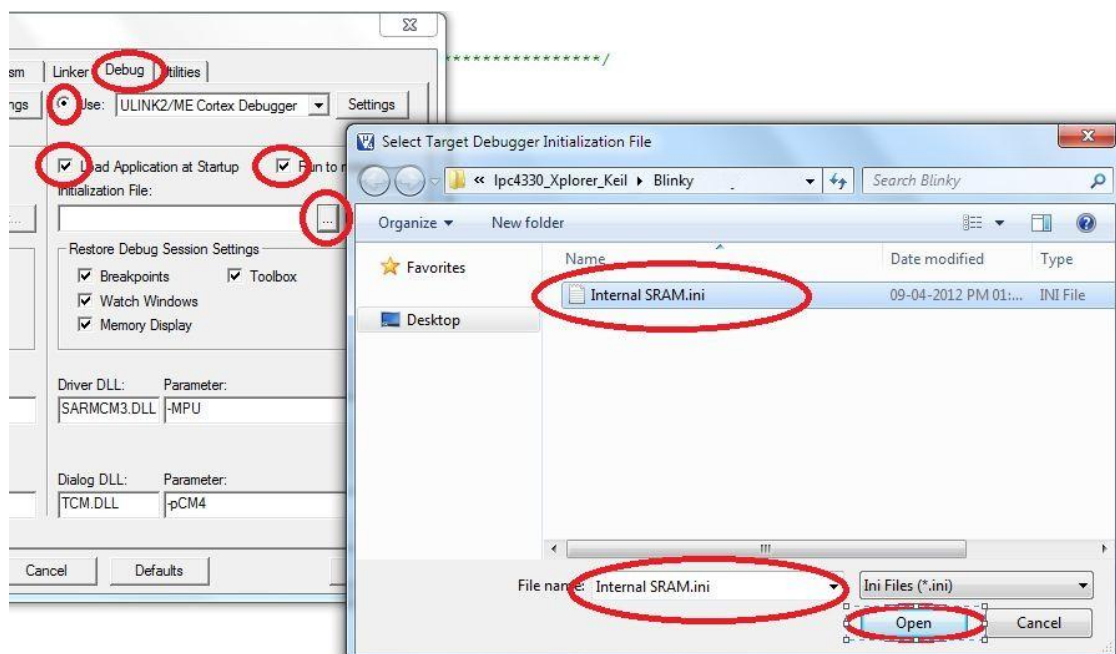 ****************/
sm Linker Debug Utilities
ngs Use: ULINK2/ME Cortex Debugger Settings
Load Application at Startup Run to
Initialization File:
...
Restore Debug Session Settings
Breakpoints Toolbox
Watch Windows
Memory Display
Driver DLL: Parameter:
SARMCM3.DLL -MPU
Dialog DLL: Parameter:
TCM.DLL -pCM4
Cancel Defaults
Select Target Debugger Initialization File
« lpc4330_Xplorer_Keil Blinky Search Blinky
Organize New folder
Name Date modified Type
Favorites
Internal SRAM.ini 09-04-2012 PM 01:... INI File
Desktop
File name: Internal SRAM.ini Ini Files (*.ini)
Open Cancel